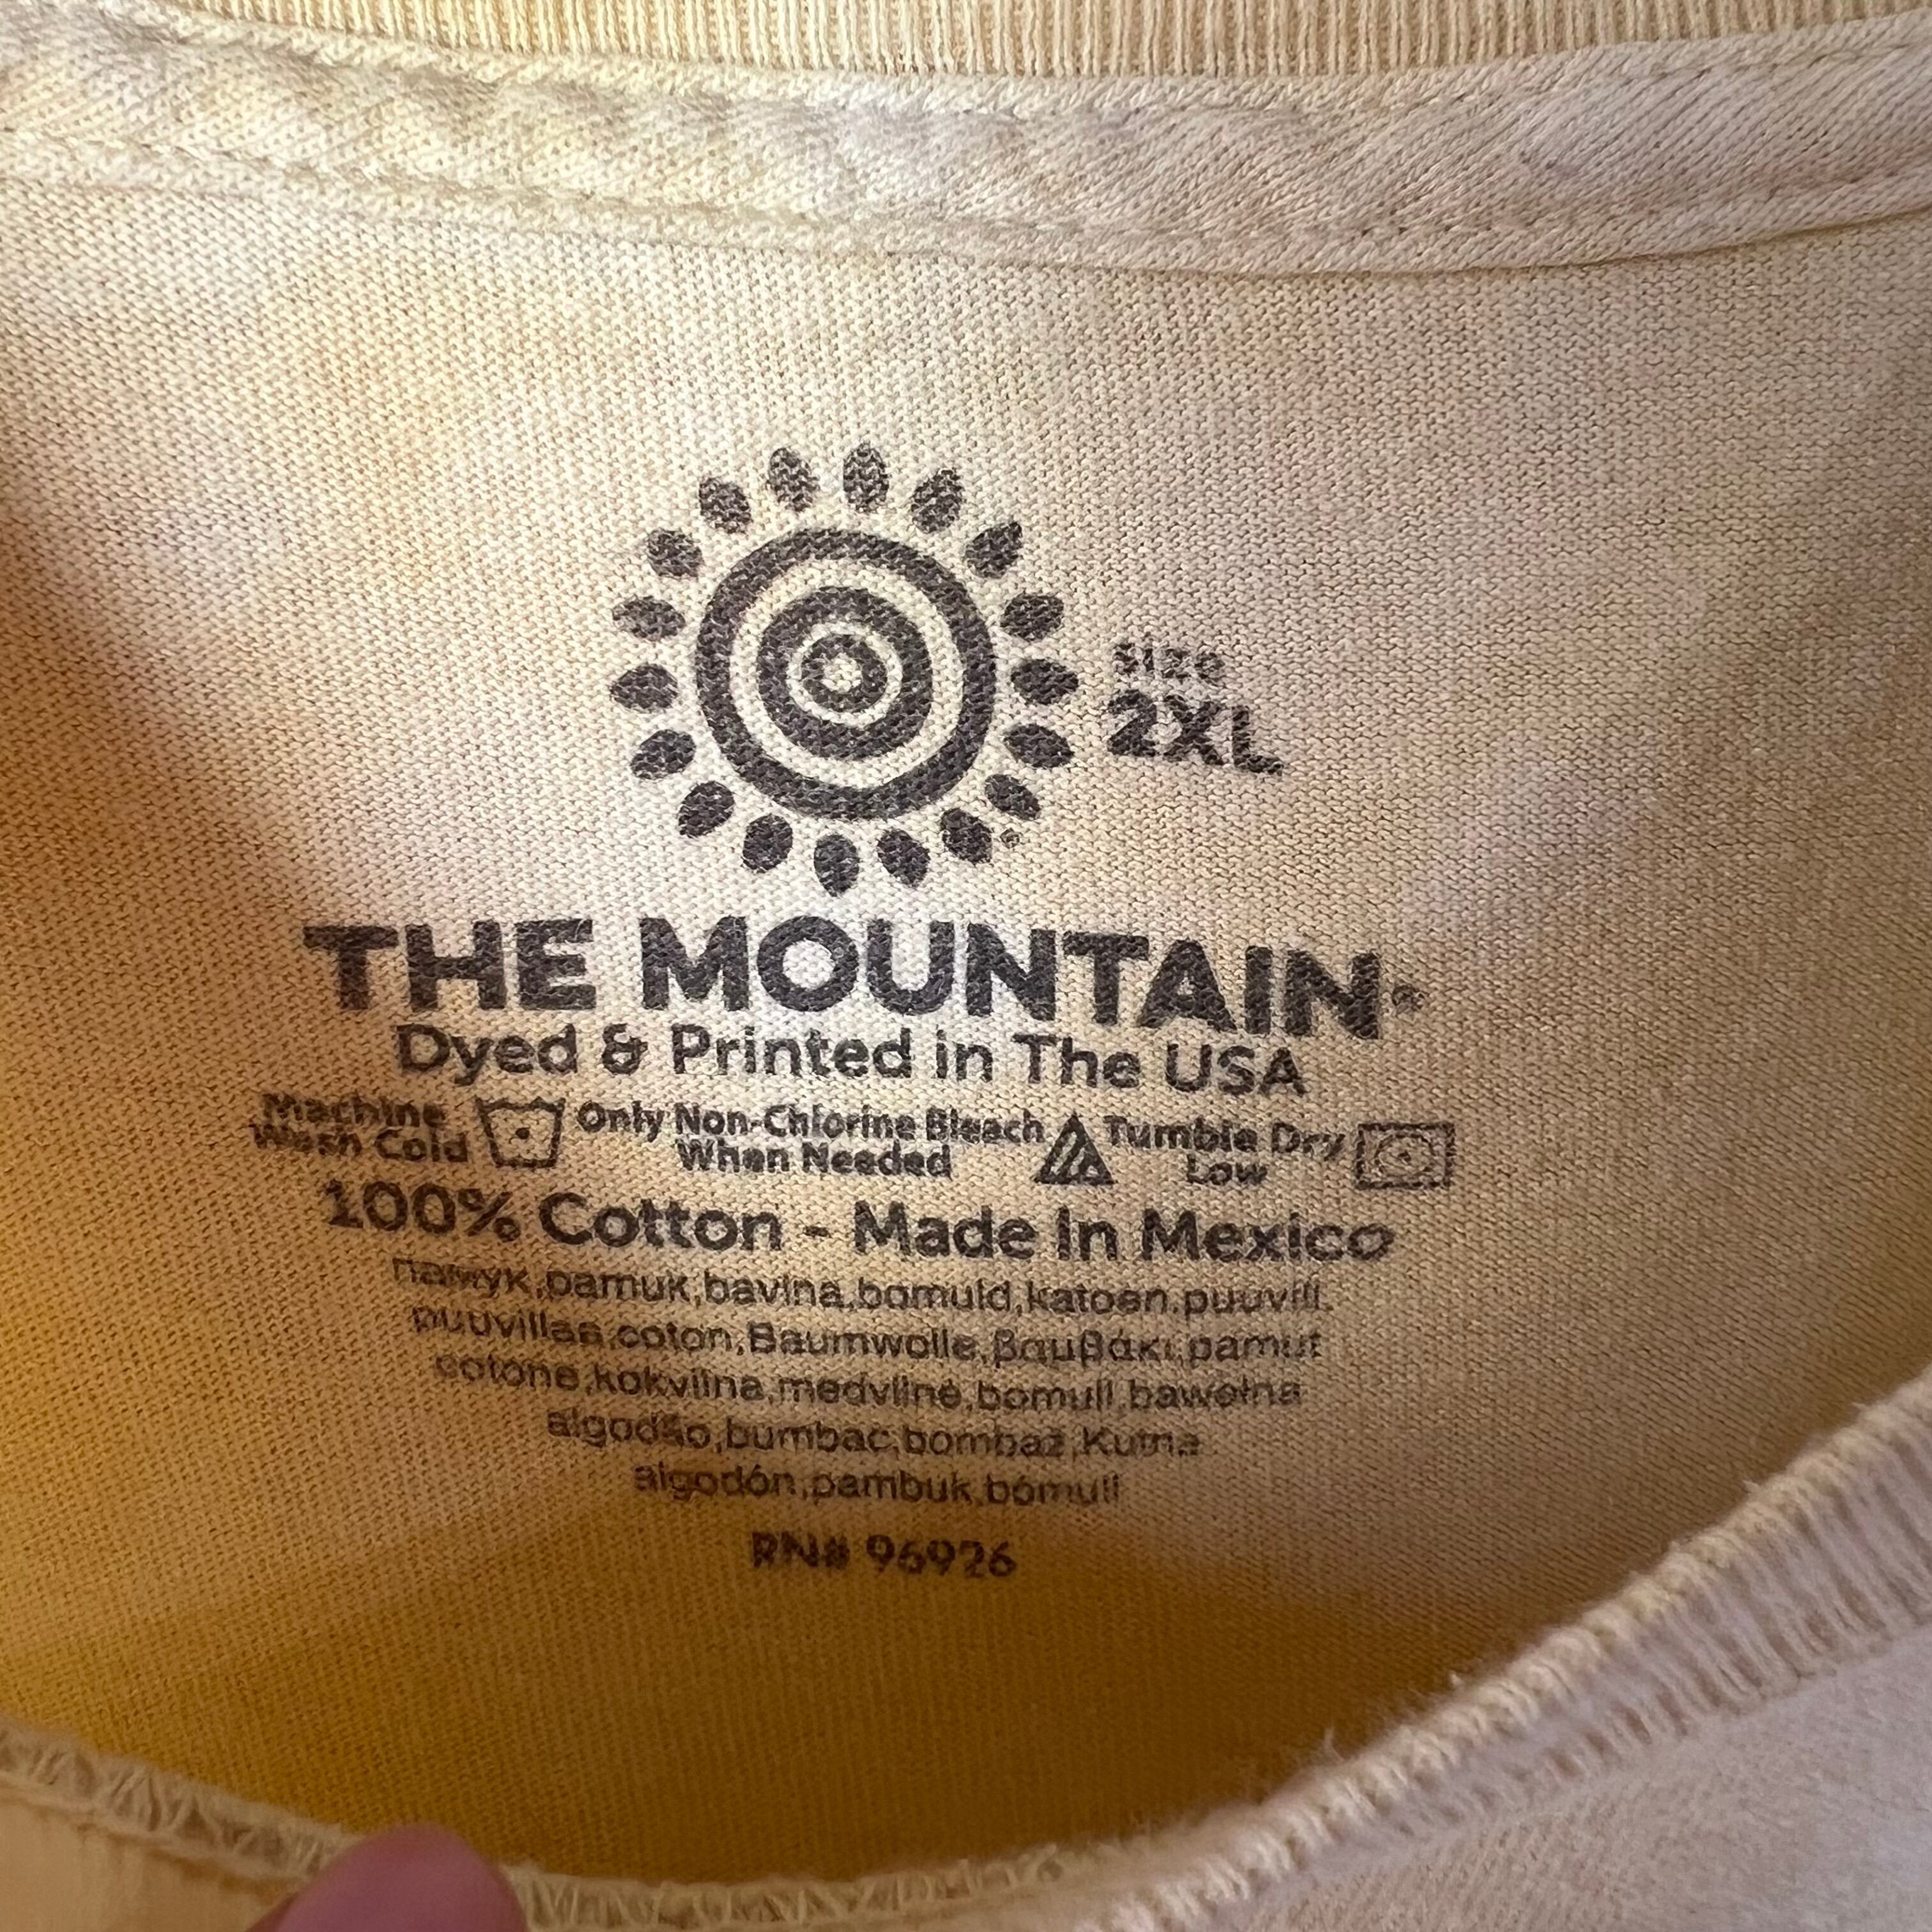 Size
2XL
THE MOUNTAIN®
Dyed & Printed in The USA
Machine Wash Cold
Only Non-Chlorine Bleach When Needed
Tumble Dry Low
100% Cotton - Made In Mexico
памук,pamuk,bavlna,bomuld,katoen,puuvill,
puuvillaa,coton,Baumwolle,βαμβάκι,pamut
cotone,kokvilna,medvilnė,bomull,bawełna
algodão,bumbac,bombaž,Kutna
algodón,pambuk,bómull
RN# 96926